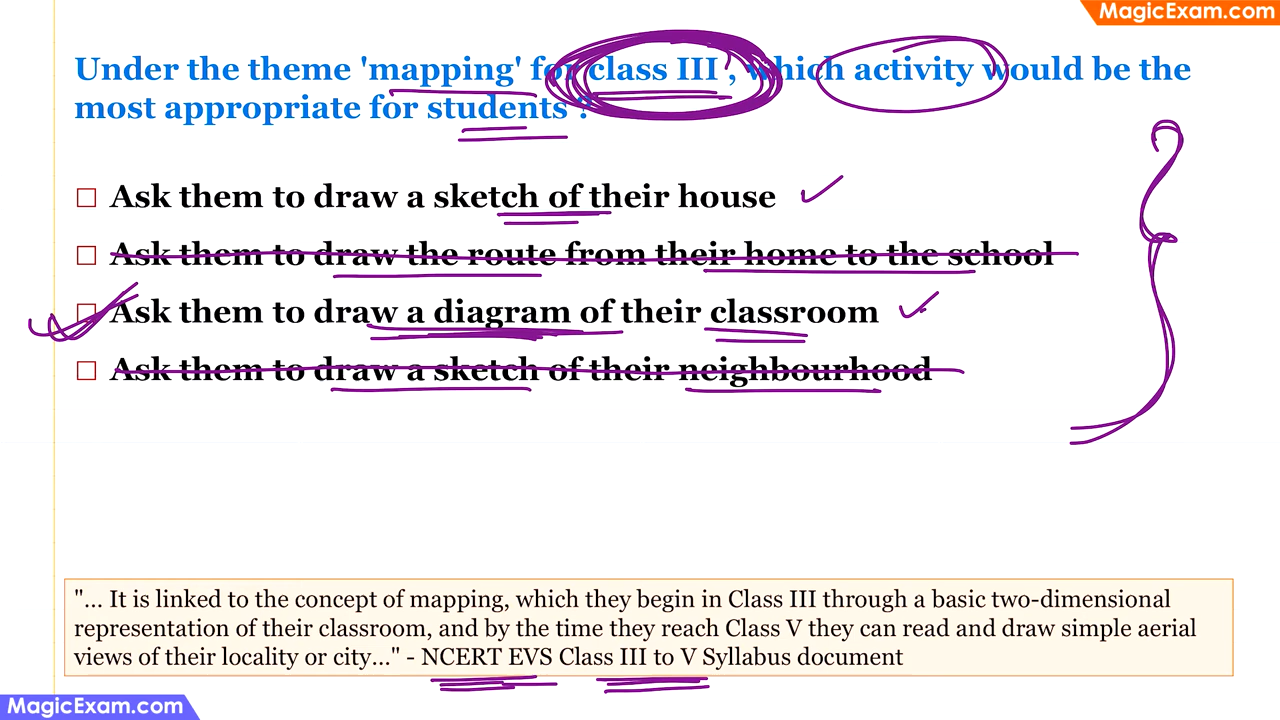 MagicExam.com
Under the theme 'mapping' for class III , which activity would be the
most appropriate for students ?
Ask them to draw a sketch of their house
Ask them to draw the route from their home to the school
Ask them to draw a diagram of their classroom
Ask them to draw a sketch of their neighbourhood
"... It is linked to the concept of mapping, which they begin in Class III through a basic two-dimensional
representation of their classroom, and by the time they reach Class V they can read and draw simple aerial
views of their locality or city..." - NCERT EVS Class III to V Syllabus document
MagicExam.com